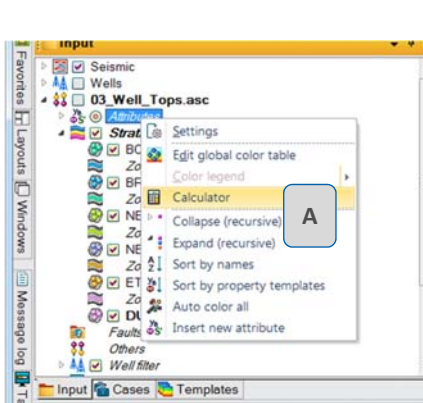 Input
Favorites
Layouts
Windows
Message log
Seismic
Wells
03_Well_Tops.asc
Attributes
Strat
BC
Zo
BR
Zo
NE
Zo
NE
Zo
ET
Zo
DU
Faults
Others
Well filter
Settings
Edit global color table
Color legend
Calculator
Collapse (recursive)
Expand (recursive)
Sort by names
Sort by property templates
Auto color all
Insert new attribute
A
Input Cases Templates